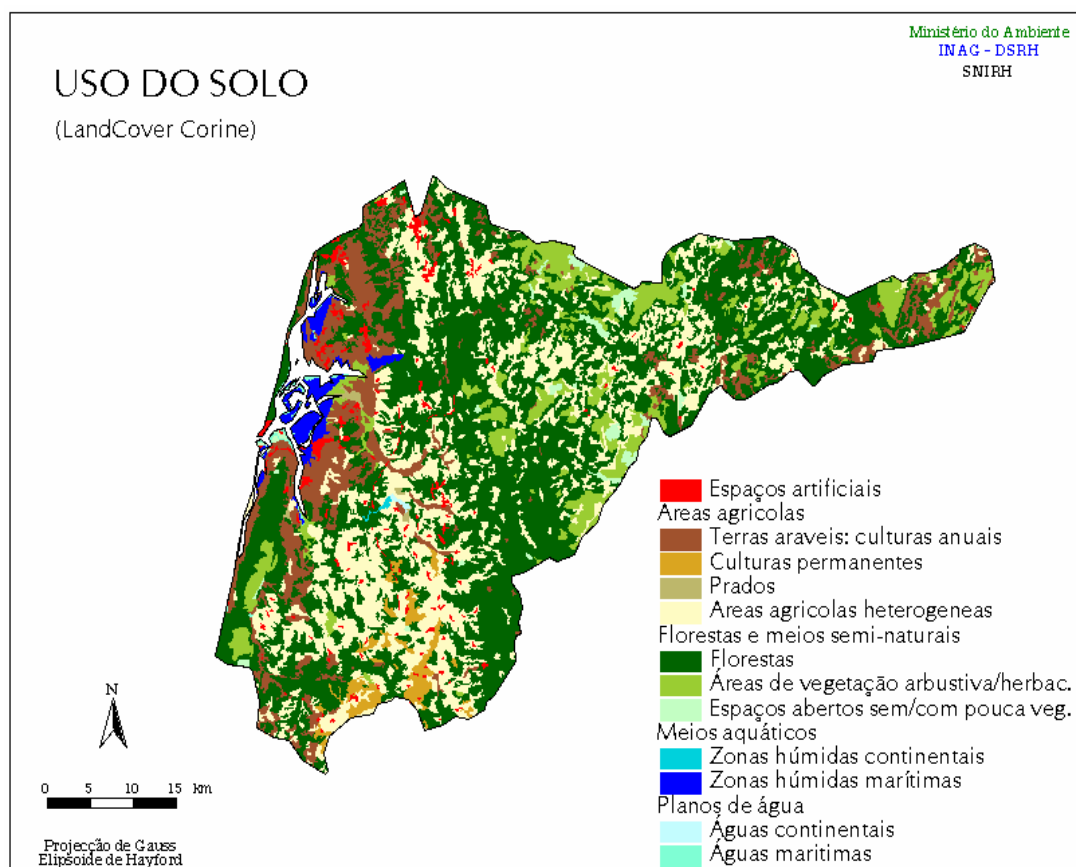 Ministério do Ambiente
INAG - DSRH
SNIRH
USO DO SOLO
(LandCover Corine)
Espaços artificiais
Areas agricolas
Terras araveis: culturas anuais
Culturas permanentes
Prados
Areas agricolas heterogeneas
Florestas e meios semi-naturais
Florestas
Áreas de vegetação arbustiva/herbac.
Espaços abertos sem/com pouca veg.
Meios aquáticos
Zonas húmidas continentais
Zonas húmidas marítimas
Planos de água
Águas continentais
Águas maritimas
N
0 5 10 15 km
Projecção de Gauss
Elipsoide de Hayford